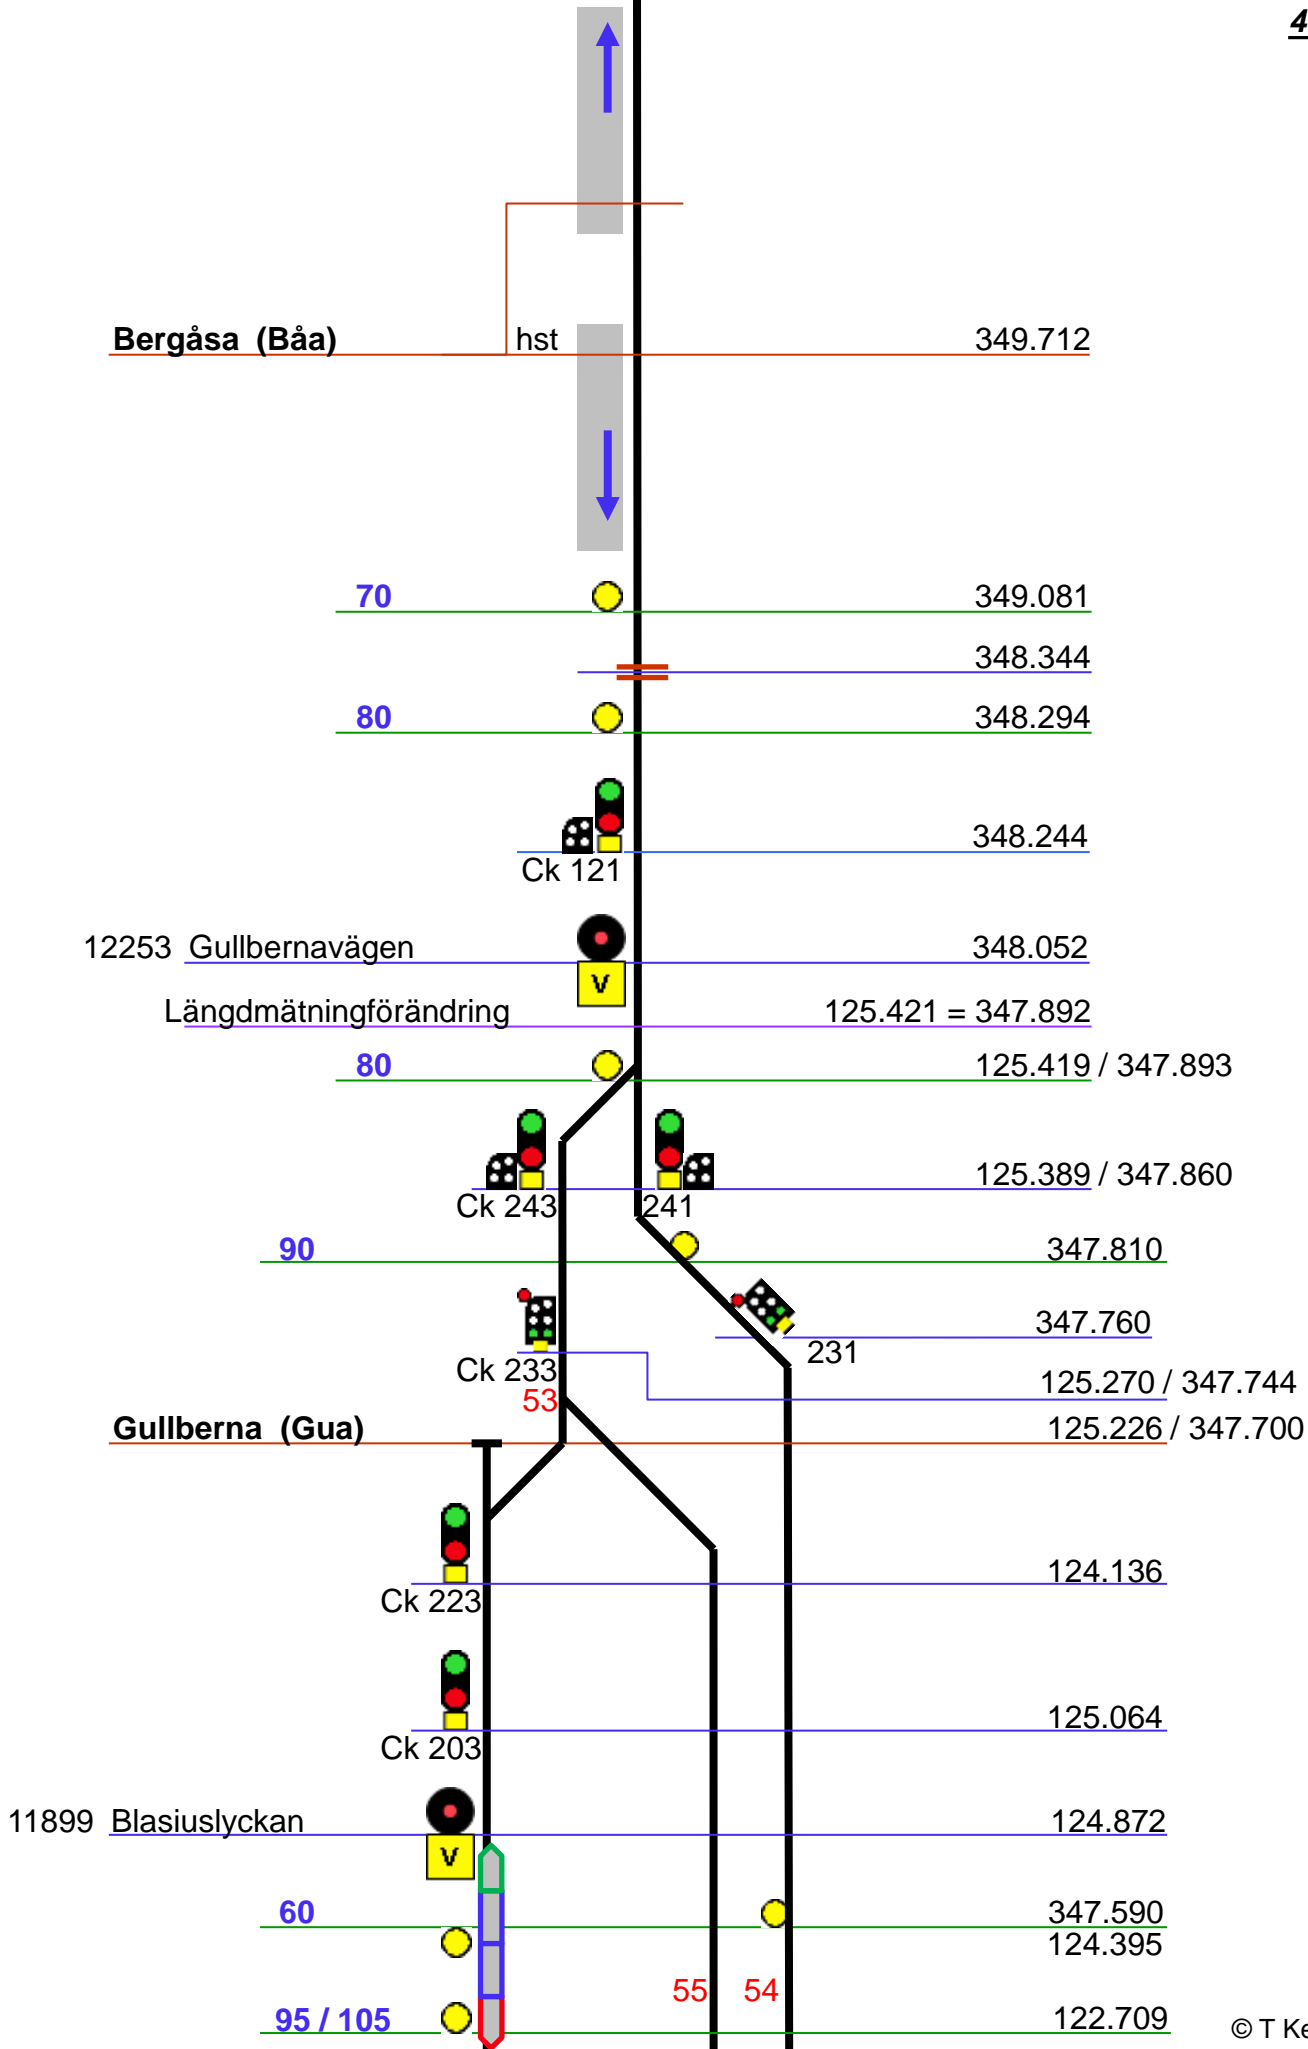 4
Bergåsa (Båa) hst 349.712
70 349.081
348.344
80 348.294
348.244
Ck 121
12253 Gullbernavägen 348.052
V
Längdmätningförändring 125.421 = 347.892
80 125.419 / 347.893
125.389 / 347.860
Ck 243 241
90 347.810
347.760
231
Ck 233
125.270 / 347.744
53
Gullberna (Gua) 125.226 / 347.700
124.136
Ck 223
125.064
Ck 203
11899 Blasiuslyckan 124.872
V
60 347.590
124.395
55 54
95 / 105 122.709
© T Ke